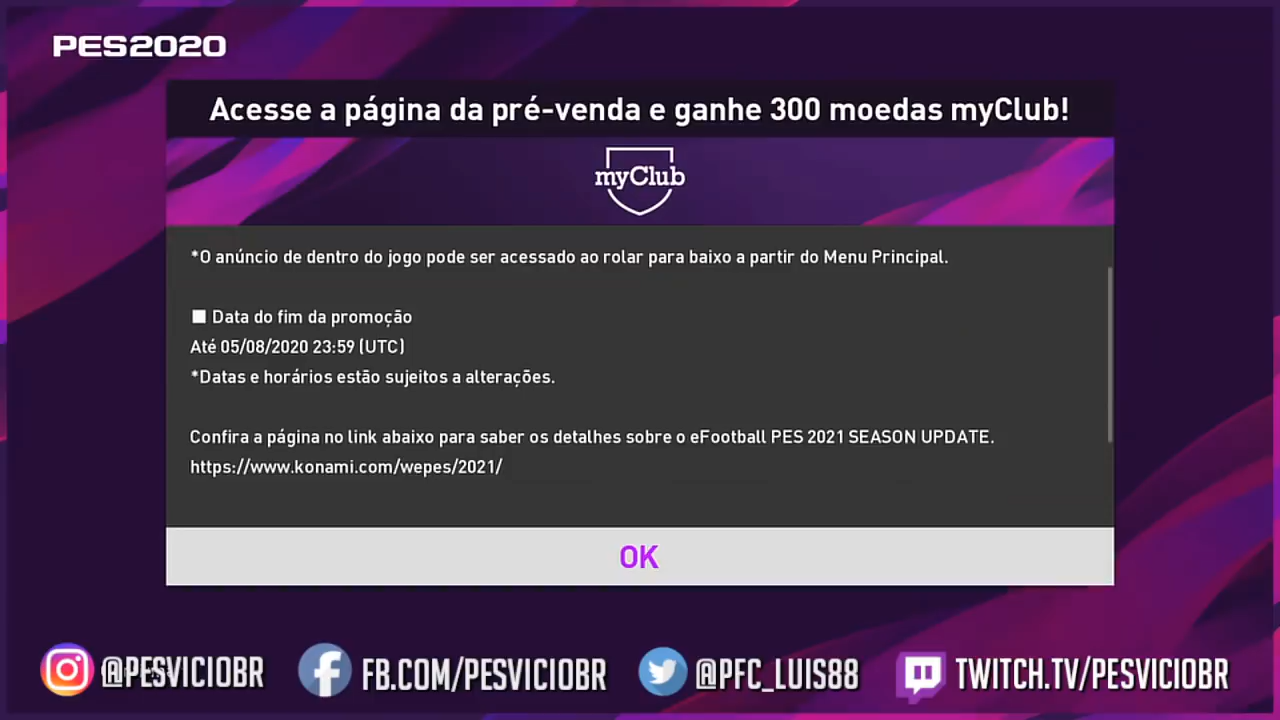 PES2020
Acesse a página da pré-venda e ganhe 300 moedas myClub!
myClub
*O anúncio de dentro do jogo pode ser acessado ao rolar para baixo a partir do Menu Principal.
■ Data do fim da promoção
Até 05/08/2020 23:59 (UTC)
*Datas e horários estão sujeitos a alterações.
Confira a página no link abaixo para saber os detalhes sobre o eFootball PES 2021 SEASON UPDATE.
https://www.konami.com/wepes/2021/
OK
@PESVICIOBR FB.COM/PESVICIOBR @PFC_LUIS88 TWITCH.TV/PESVICIOBR